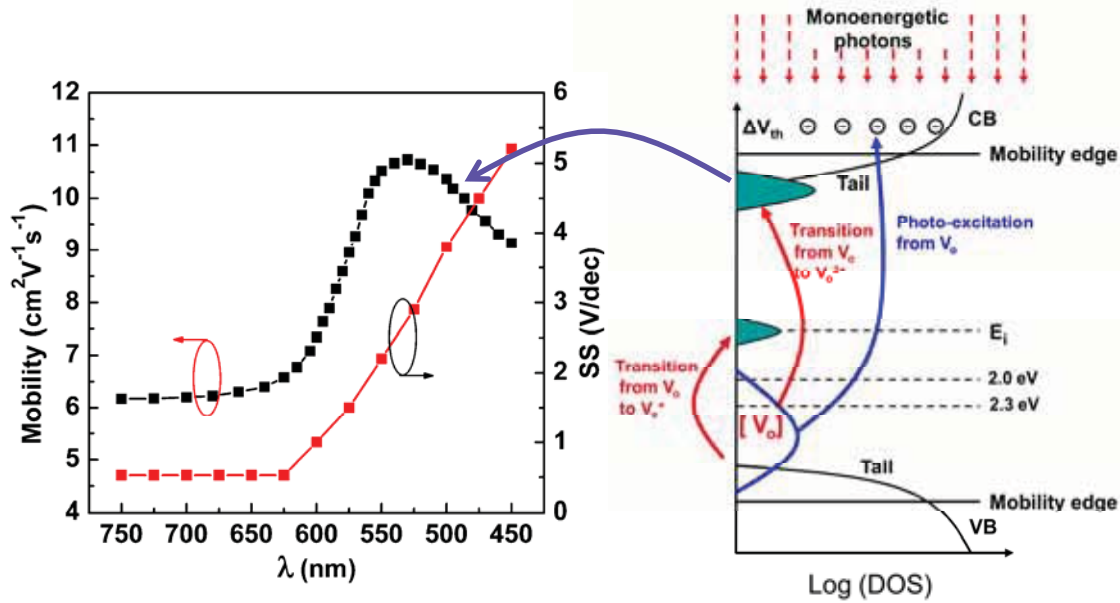 12
11
10
9
8
7
6
5
4
Mobility (cm²V⁻¹s⁻¹)
6
5
4
3
2
1
0
SS (V/dec)
750 700 650 600 550 500 450
λ (nm)
Monoenergetic
photons
ΔVth
CB
Mobility edge
Tail
Transition
from Vo
to Vo²⁺
Photo-excitation
from Vo
Ei
Transition
from Vo
to Vo⁺
2.0 eV
2.3 eV
[ Vo]
Tail
Mobility edge
VB
Log (DOS)